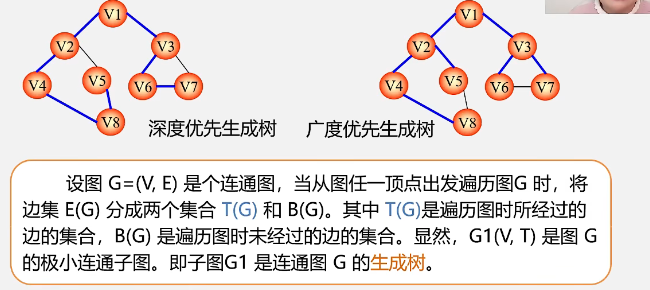 V1
V2 V3
V4 V5 V6 V7
V8
深度优先生成树
V1
V2 V3
V4 V5 V6 V7
V8
广度优先生成树
设图 G=(V, E) 是个连通图，当从图任一顶点出发遍历图G 时，将
边集 E(G) 分成两个集合 T(G) 和 B(G)。其中 T(G)是遍历图时所经过的
边的集合，B(G) 是遍历图时未经过的边的集合。显然，G1(V, T) 是图 G
的极小连通子图。即子图G1 是连通图 G 的生成树。